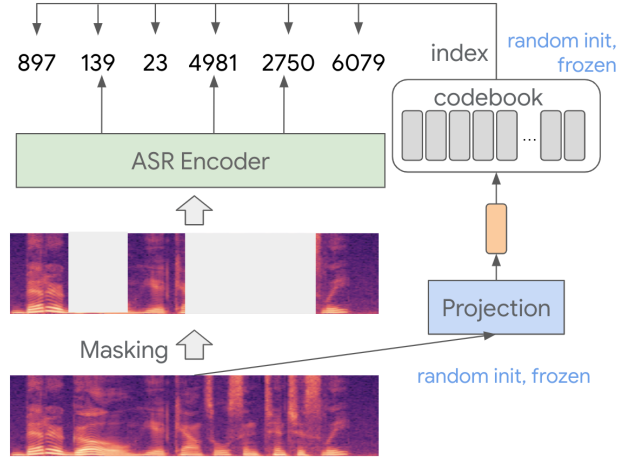 index
random init,
frozen
897 139 23 4981 2750 6079
codebook
...
ASR Encoder
Projection
Masking
random init, frozen